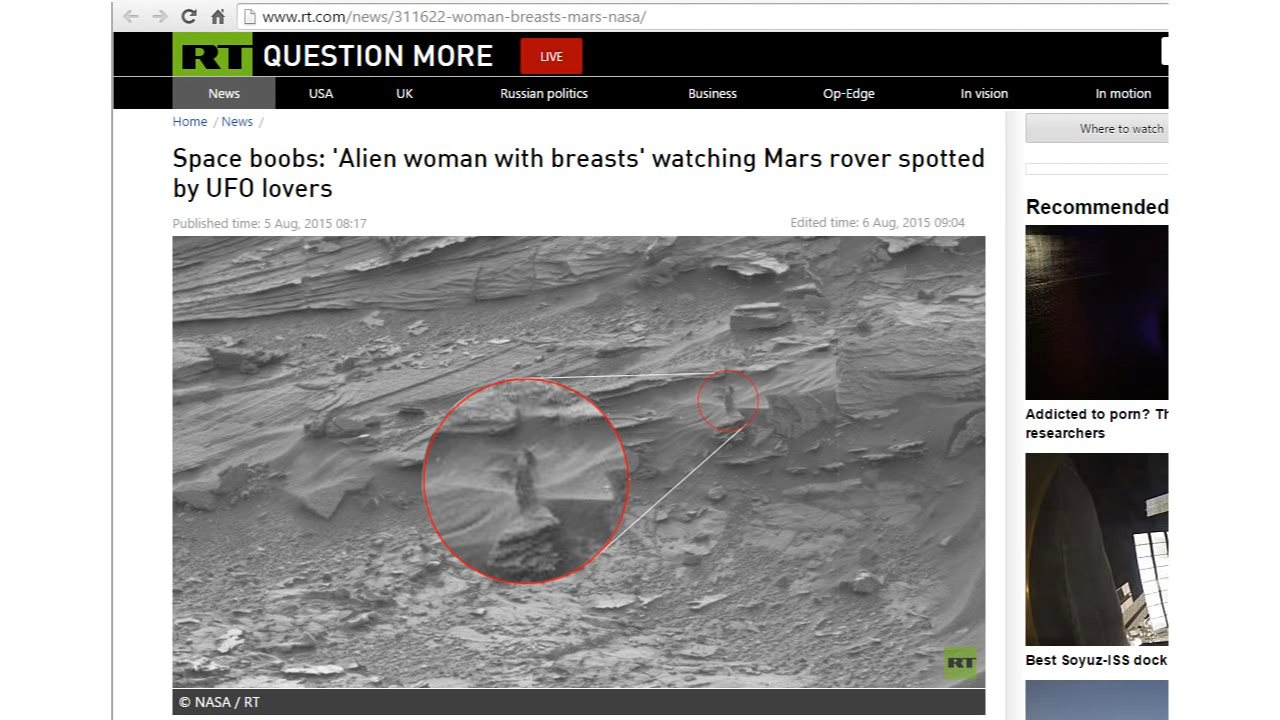 www.rt.com/news/311622-woman-breasts-mars-nasa/
RT QUESTION MORE LIVE
News USA UK Russian politics Business Op-Edge In vision In motion
Home / News /
Where to watch
Space boobs: 'Alien woman with breasts' watching Mars rover spotted
by UFO lovers
Published time: 5 Aug, 2015 08:17 Edited time: 6 Aug, 2015 09:04
RT
© NASA / RT
Recommended
Addicted to porn? Th
researchers
Best Soyuz-ISS dock